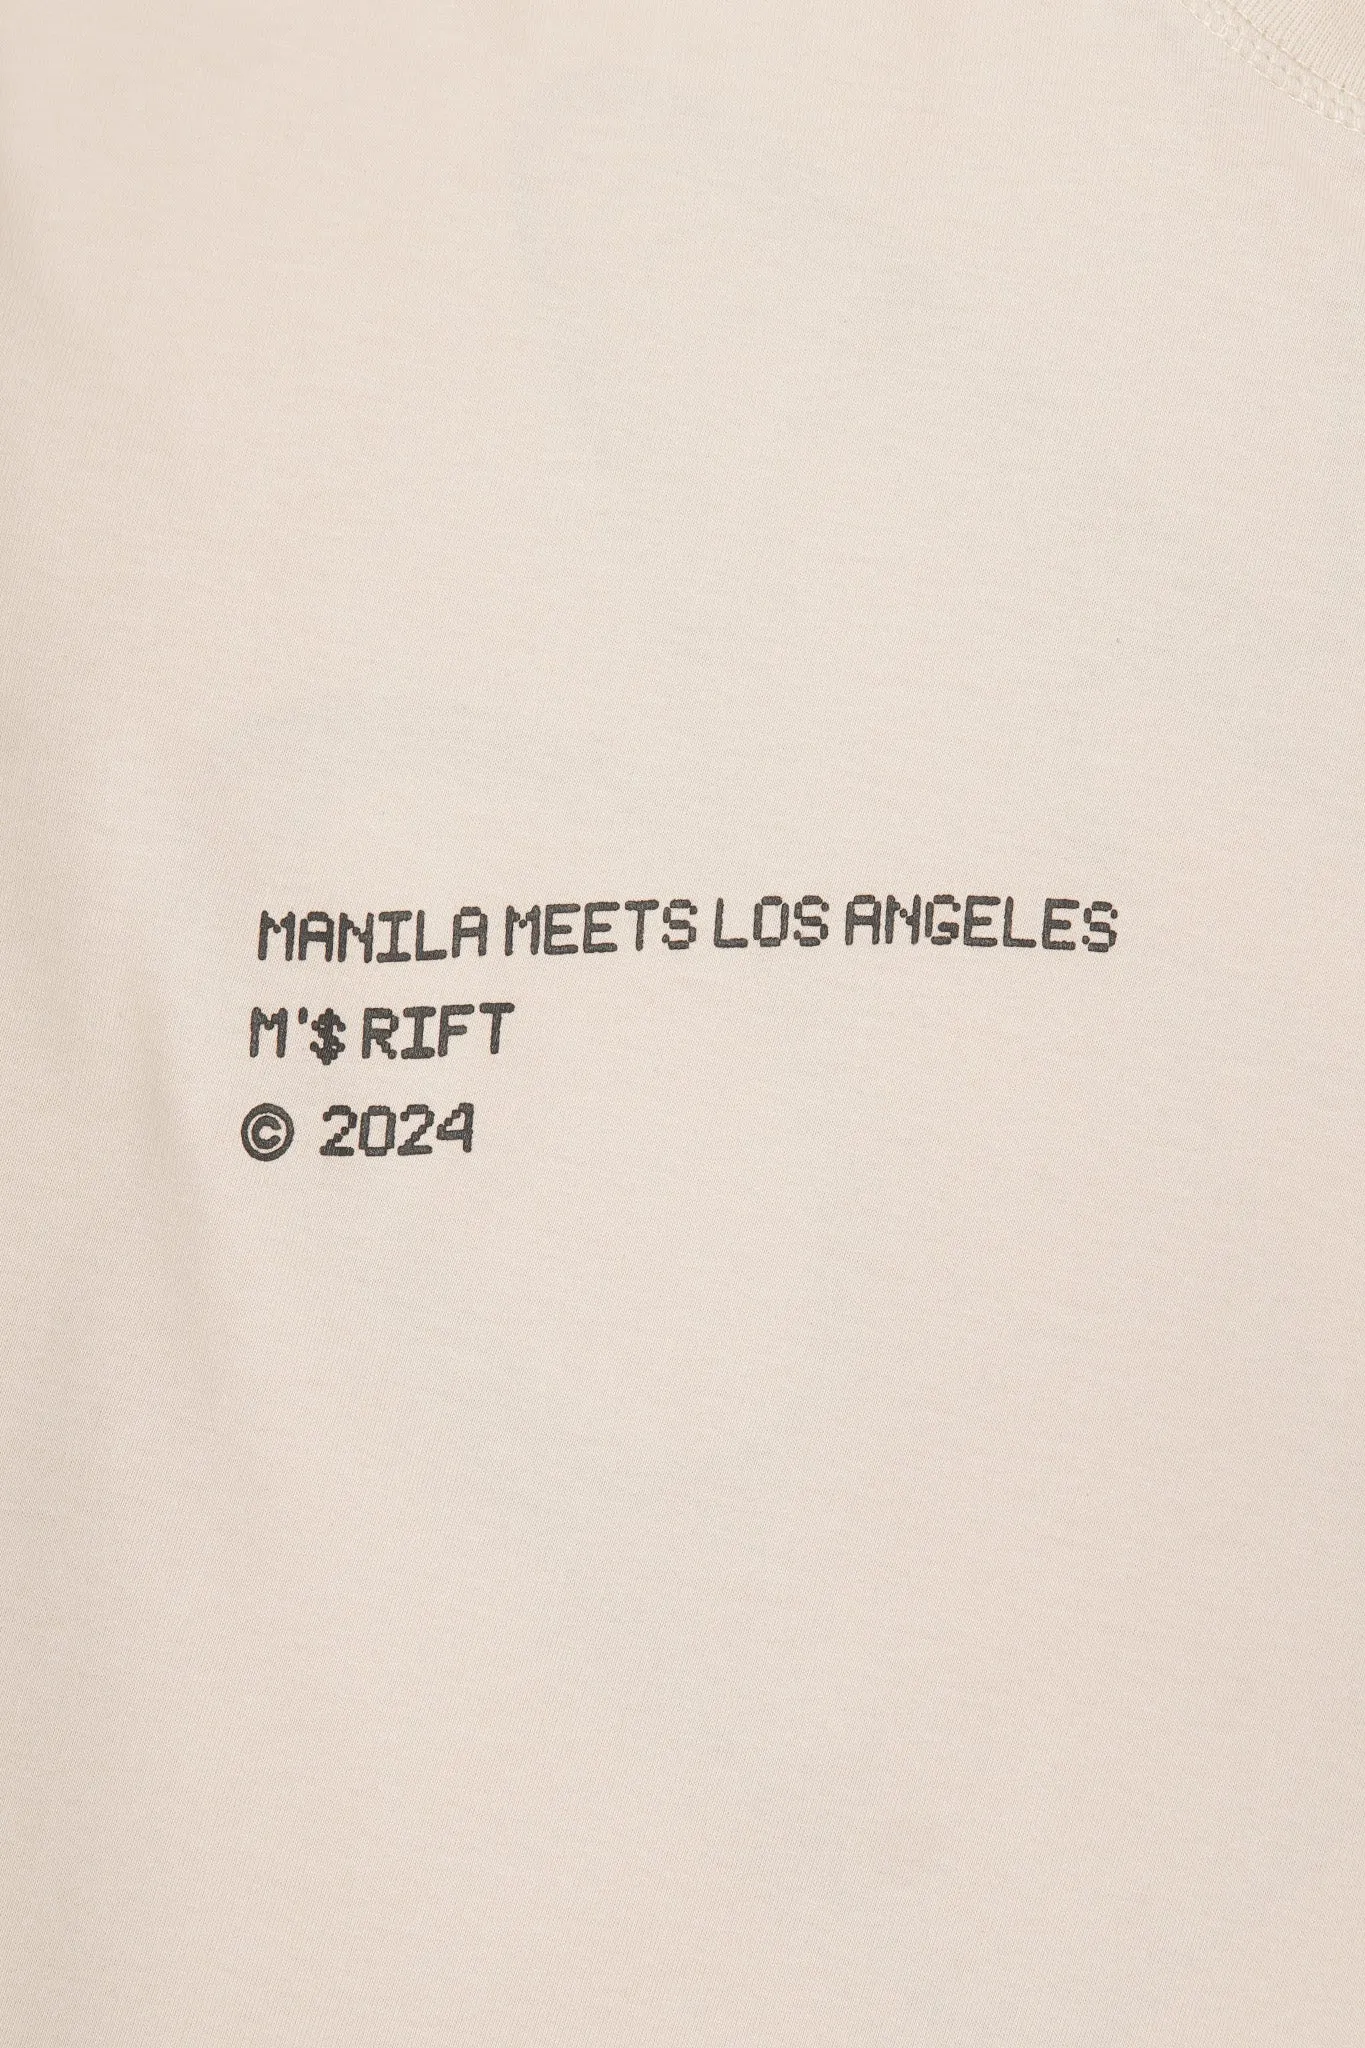 MANILA MEETS LOS ANGELES
M'$ RIFT
© 2024